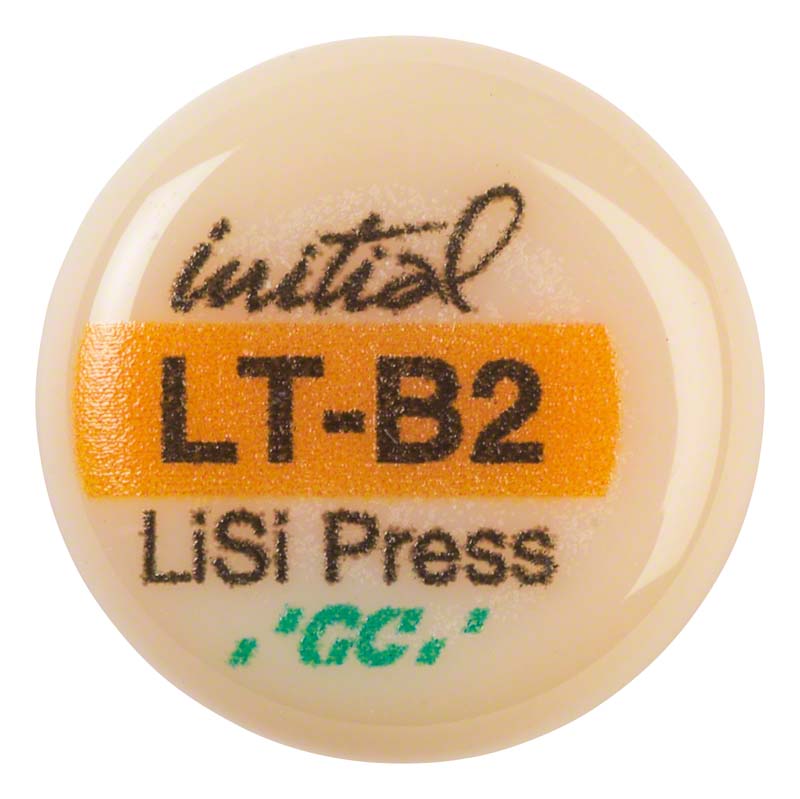 initial
LT-B2
LiSi Press
GC